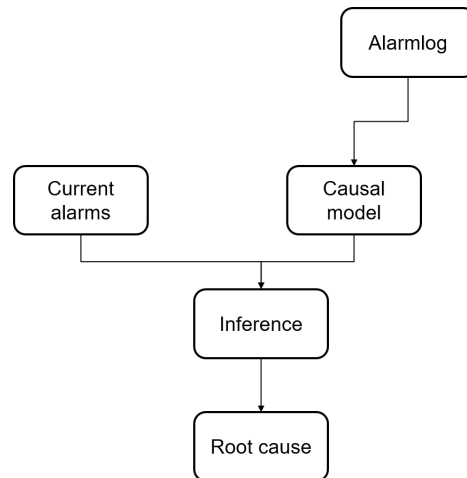 Alarmlog
Current
alarms
Causal
model
Inference
Root cause